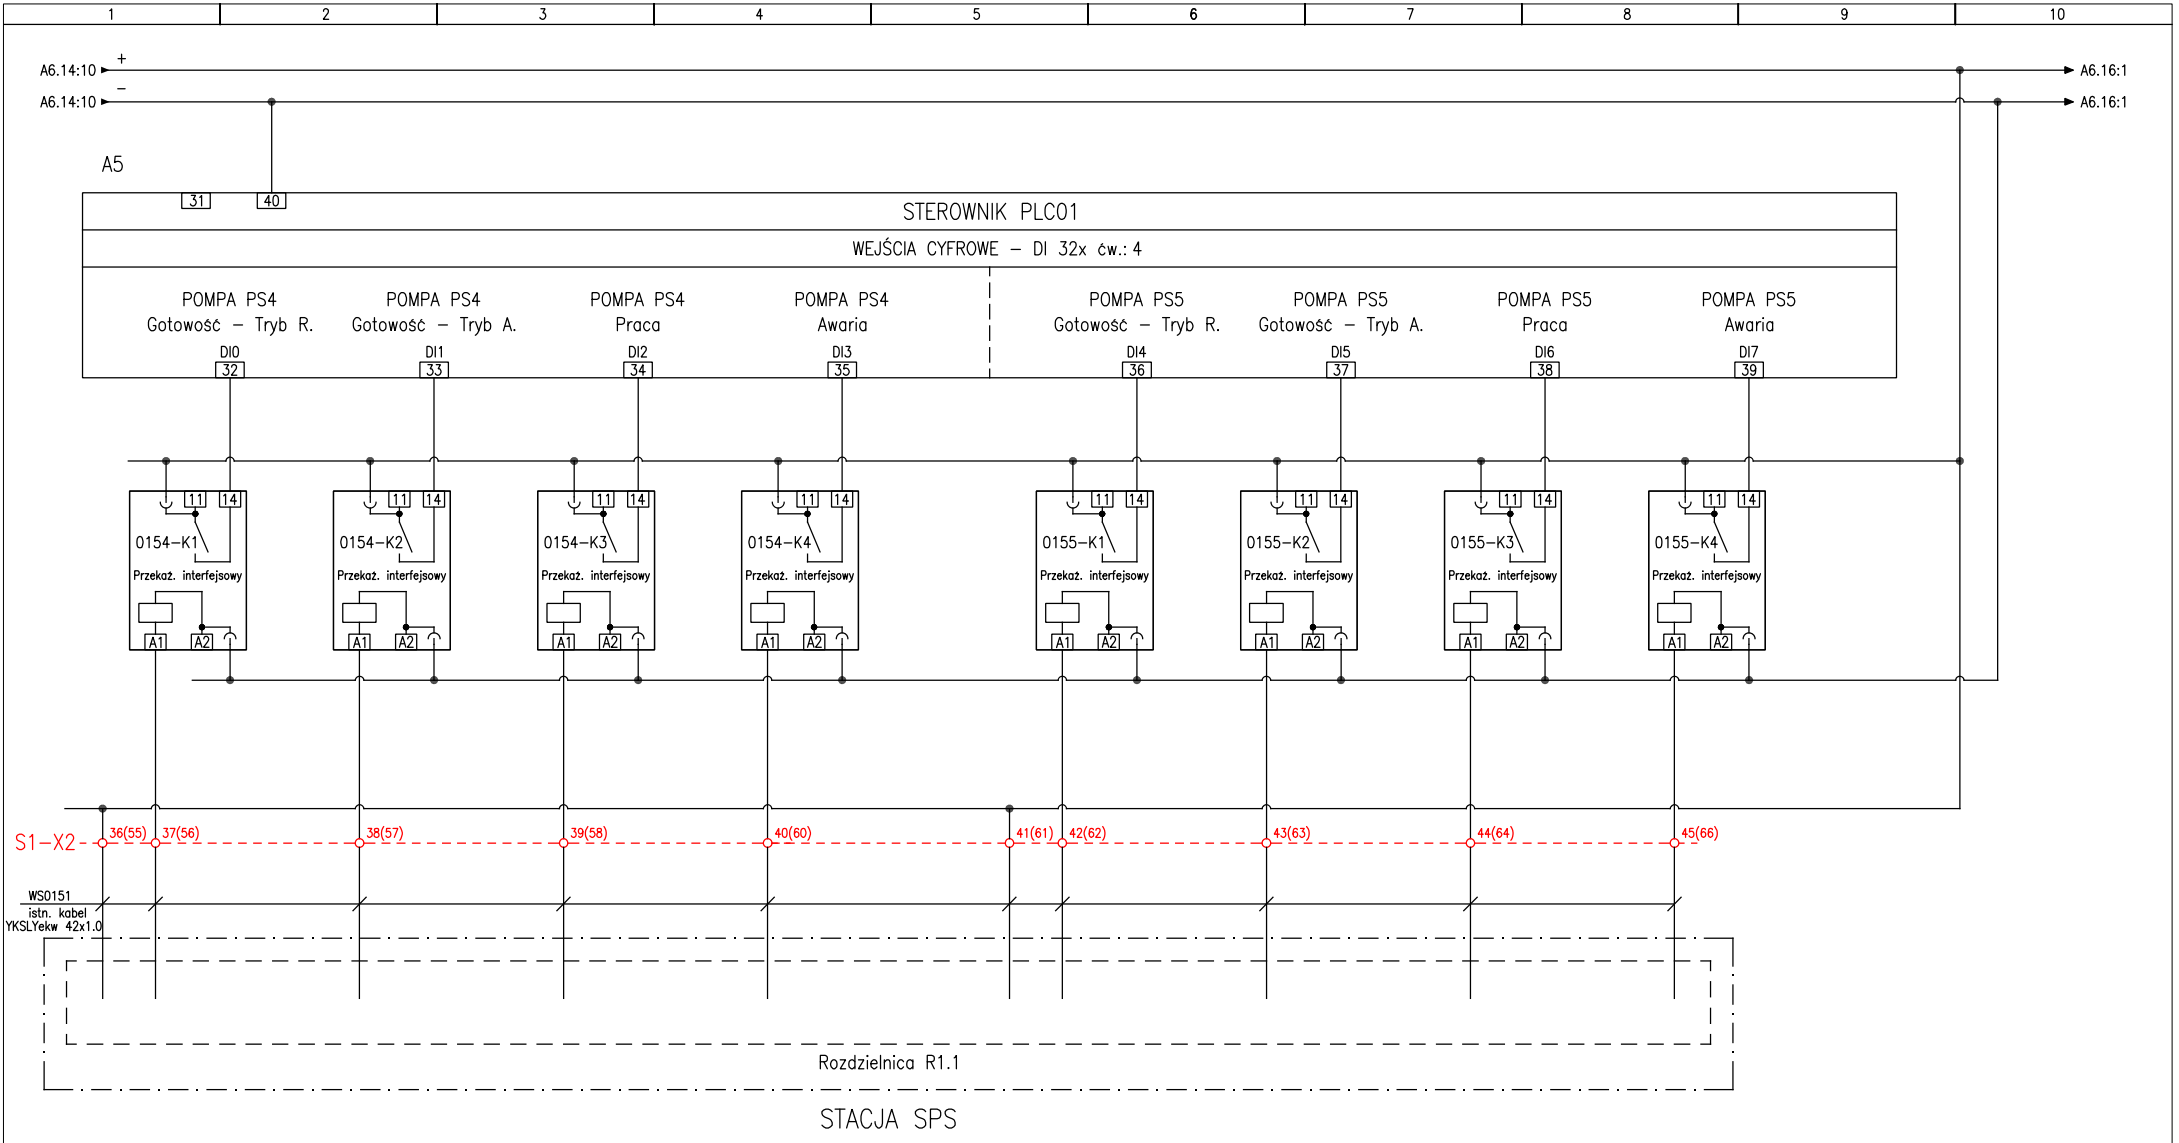 1 2 3 4 5 6 7 8 9 10
+
A6.14:10 A6.16:1
−
A6.14:10 A6.16:1
A5
31 40
STEROWNIK PLC01
WEJŚCIA CYFROWE − DI 32x ćw.: 4
POMPA PS4 POMPA PS4 POMPA PS4 POMPA PS4 POMPA PS5 POMPA PS5 POMPA PS5 POMPA PS5
Gotowość − Tryb R. Gotowość − Tryb A. Praca Awaria Gotowość − Tryb R. Gotowość − Tryb A. Praca Awaria
DI0 DI1 DI2 DI3 DI4 DI5 DI6 DI7
32 33 34 35 36 37 38 39
11 14 11 14 11 14 11 14 11 14 11 14 11 14 11 14
0154−K1 0154−K2 0154−K3 0154−K4 0155−K1 0155−K2 0155−K3 0155−K4
Przekaź. interfejsowy Przekaź. interfejsowy Przekaź. interfejsowy Przekaź. interfejsowy Przekaź. interfejsowy Przekaź. interfejsowy Przekaź. interfejsowy Przekaź. interfejsowy
A1 A2 A1 A2 A1 A2 A1 A2 A1 A2 A1 A2 A1 A2 A1 A2
36(55) 37(56) 38(57) 39(58) 40(60) 41(61) 42(62) 43(63) 44(64) 45(66)
S1−X2
WS0151
istn. kabel
YKSLYekw 42x1.0
Rozdzielnica R1.1
STACJA SPS